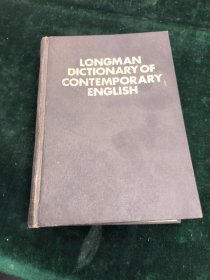 LONGMAN
DICTIONARY OF
CONTEMPORARY
ENGLISH